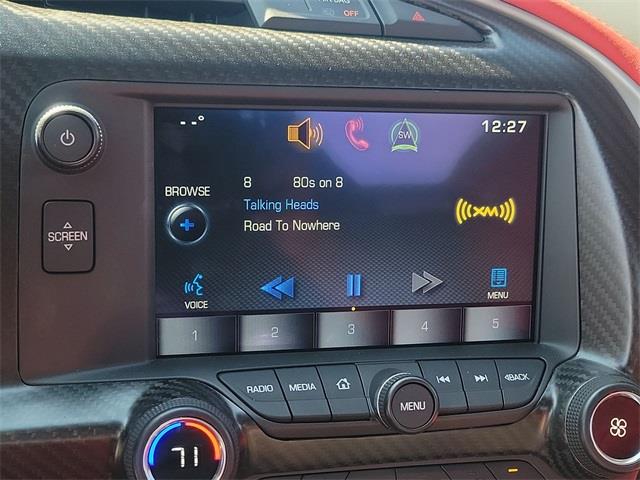 OFF
--°
SW
12:27
8 80s on 8
BROWSE
Talking Heads
Road To Nowhere
XM
SCREEN
VOICE
MENU
1 2 3 4 5
RADIO MEDIA BACK
MENU
71